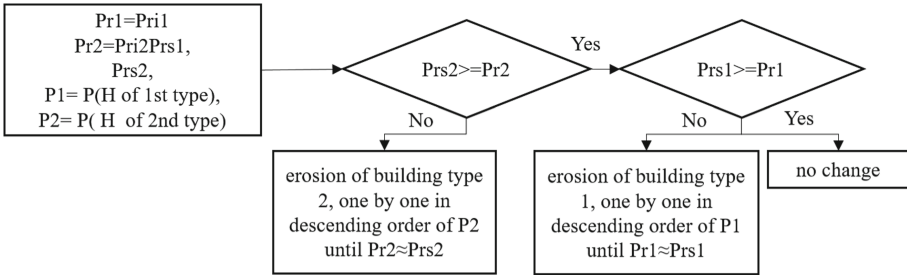 Pr1=Pri1
Pr2=Pri2Prs1,
Prs2,
P1= P(H of 1st type),
P2= P( H of 2nd type)
Prs2>=Pr2
Yes
Prs1>=Pr1
No
No
Yes
erosion of building type
2, one by one in
descending order of P2
until Pr2≈Prs2
erosion of building type
1, one by one in
descending order of P1
until Pr1≈Prs1
no change